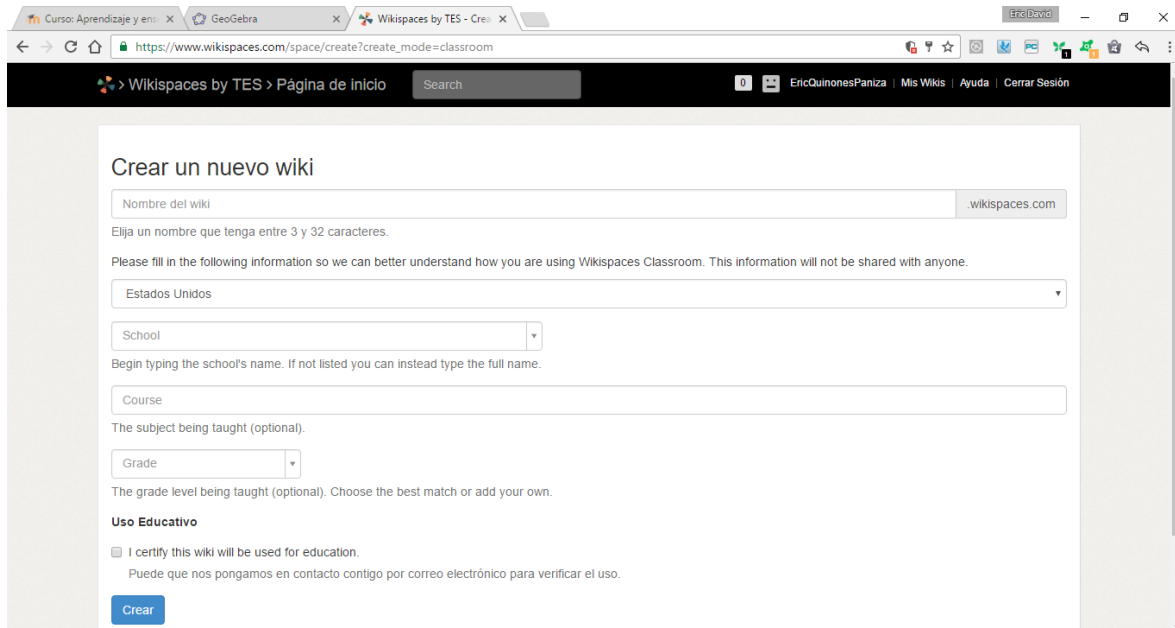 Curso: Aprendizaje y ens
GeoGebra
Wikispaces by TES - Crea
Eric David
https://www.wikispaces.com/space/create?create_mode=classroom
PC
1
1
> Wikispaces by TES > Página de inicio
Search
0
EricQuinonesPaniza | Mis Wikis | Ayuda | Cerrar Sesión
Crear un nuevo wiki
Nombre del wiki
.wikispaces.com
Elija un nombre que tenga entre 3 y 32 caracteres.
Please fill in the following information so we can better understand how you are using Wikispaces Classroom. This information will not be shared with anyone.
Estados Unidos
School
Begin typing the school's name. If not listed you can instead type the full name.
Course
The subject being taught (optional).
Grade
The grade level being taught (optional). Choose the best match or add your own.
Uso Educativo
I certify this wiki will be used for education.
Puede que nos pongamos en contacto contigo por correo electrónico para verificar el uso.
Crear